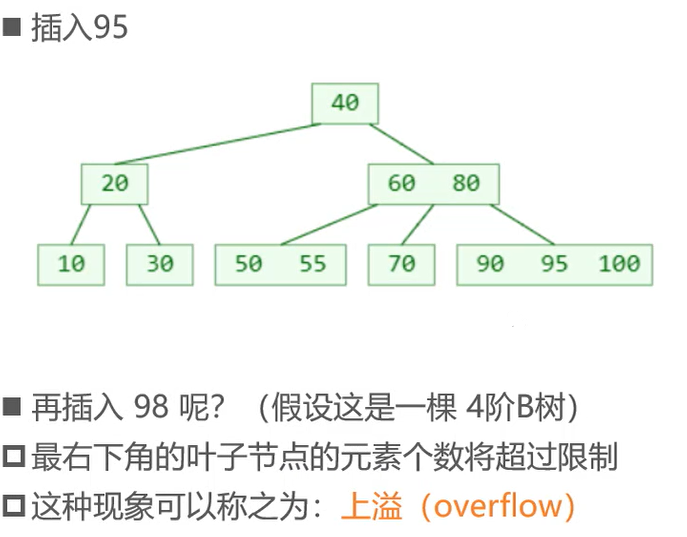 ■ 插入95
40
20 60 80
10 30 50 55 70 90 95 100
■ 再插入 98 呢？（假设这是一棵 4阶B树）
最右下角的叶子节点的元素个数将超过限制
这种现象可以称之为：上溢（overflow）